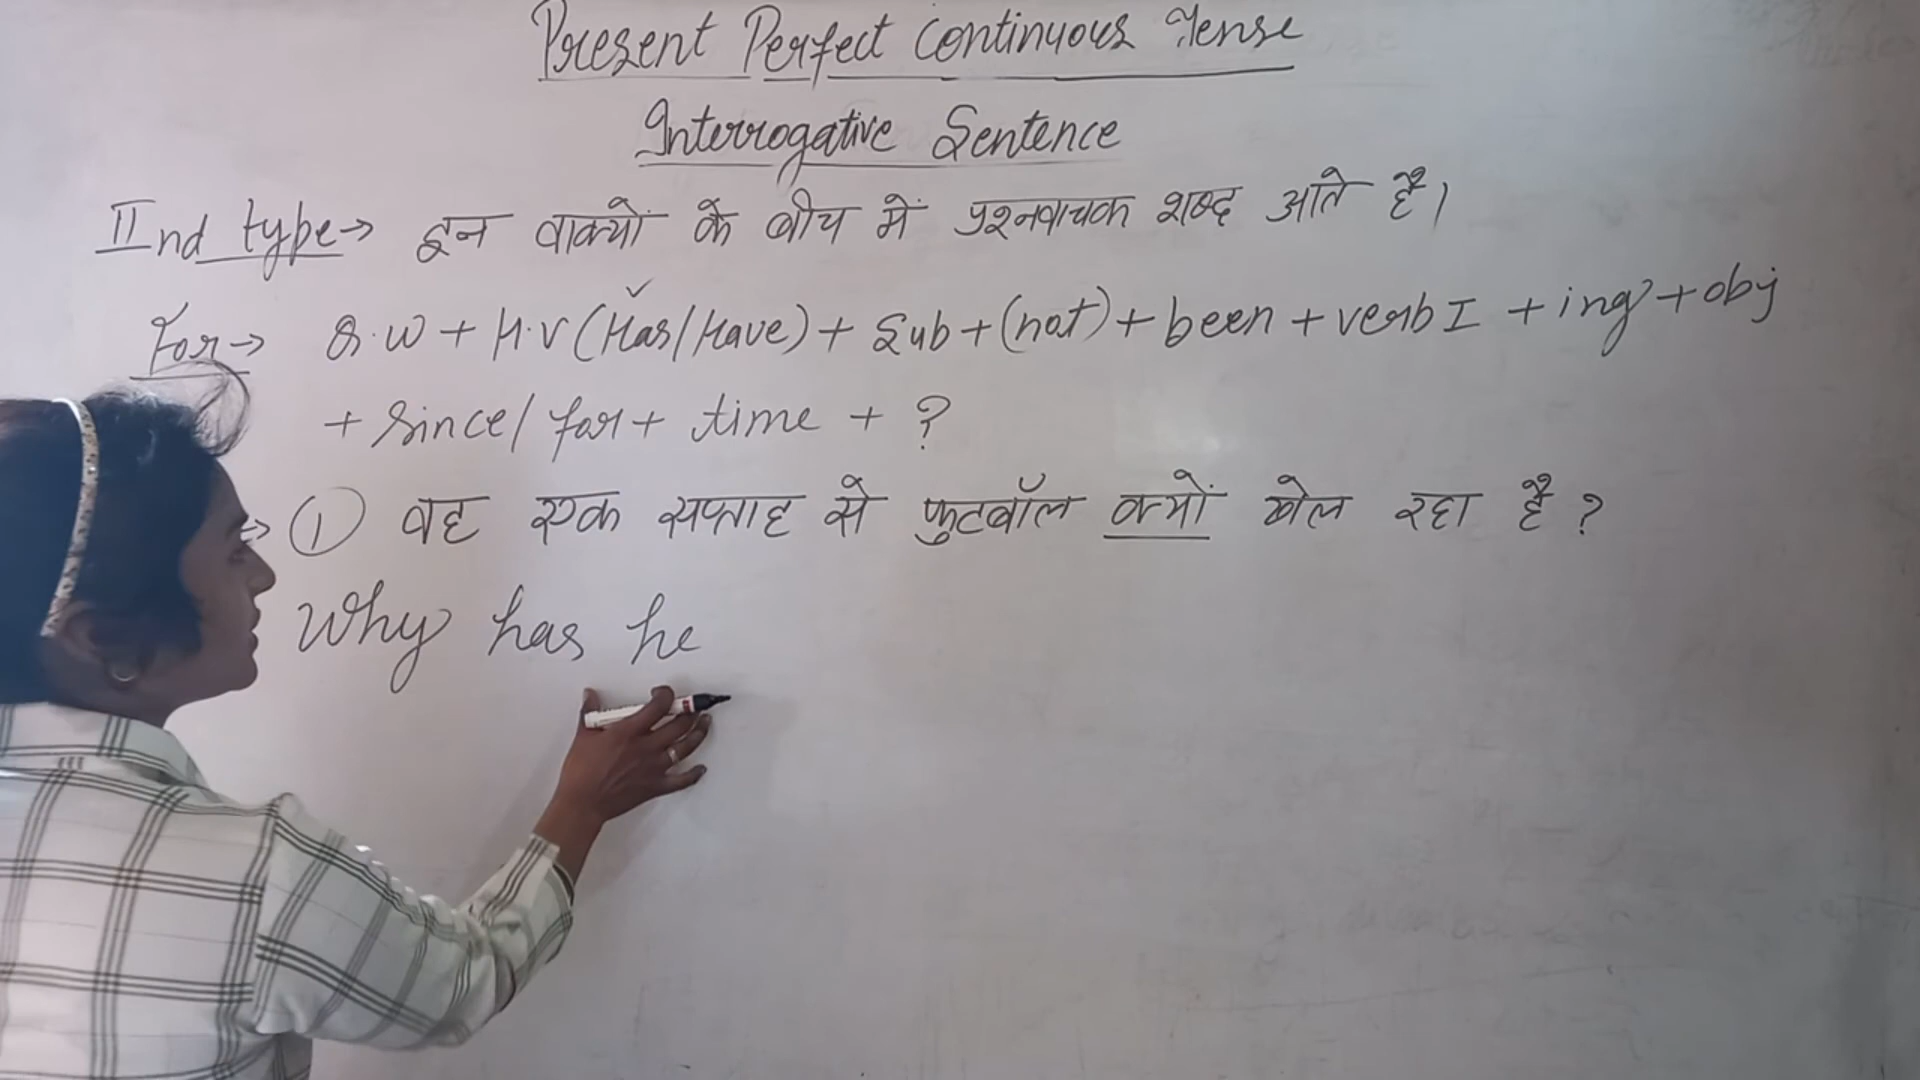 Present Perfect Continuous Tense
Interrogative Sentence
IInd type→ इन वाक्यों के बीच में प्रश्नवाचक शब्द आते हैं।
For→ Q.W + H.V (Has/Have) + Sub + (not) + been + verb I + ing + obj
+ Since/for + time + ?
→ ① वह एक सप्ताह से फुटबॉल क्यों खेल रहा है ?
Why has he